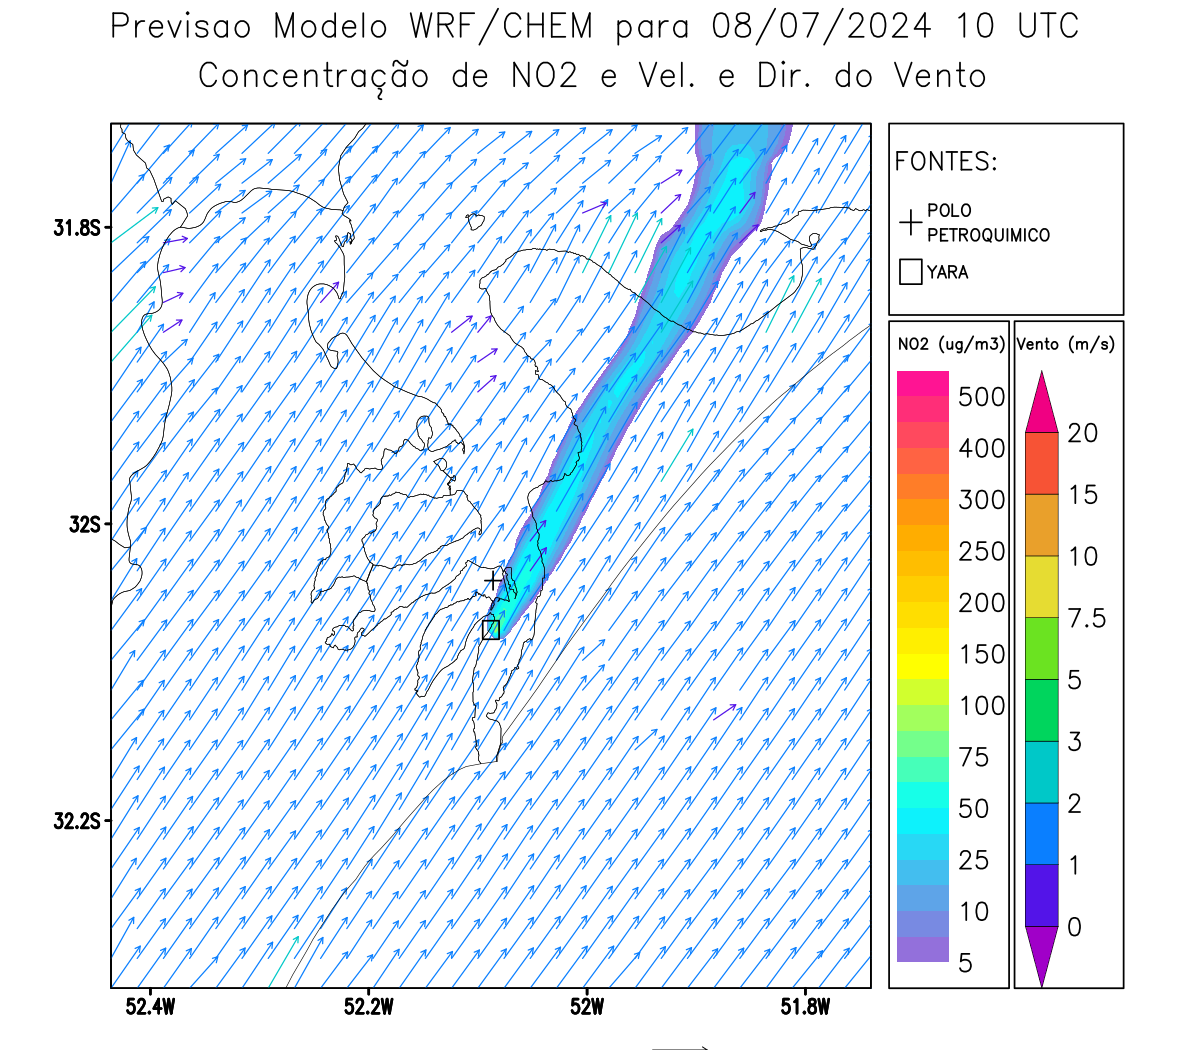 Previsao Modelo WRF/CHEM para 08/07/2024 10 UTC
Concentração de NO2 e Vel. e Dir. do Vento
FONTES:
POLO
PETROQUIMICO
YARA
31.8S
32S
32.2S
52.4W
52.2W
52W
51.8W
NO2 (ug/m3)
500
400
300
250
200
150
100
75
50
25
10
5
Vento (m/s)
20
15
10
7.5
5
3
2
1
0